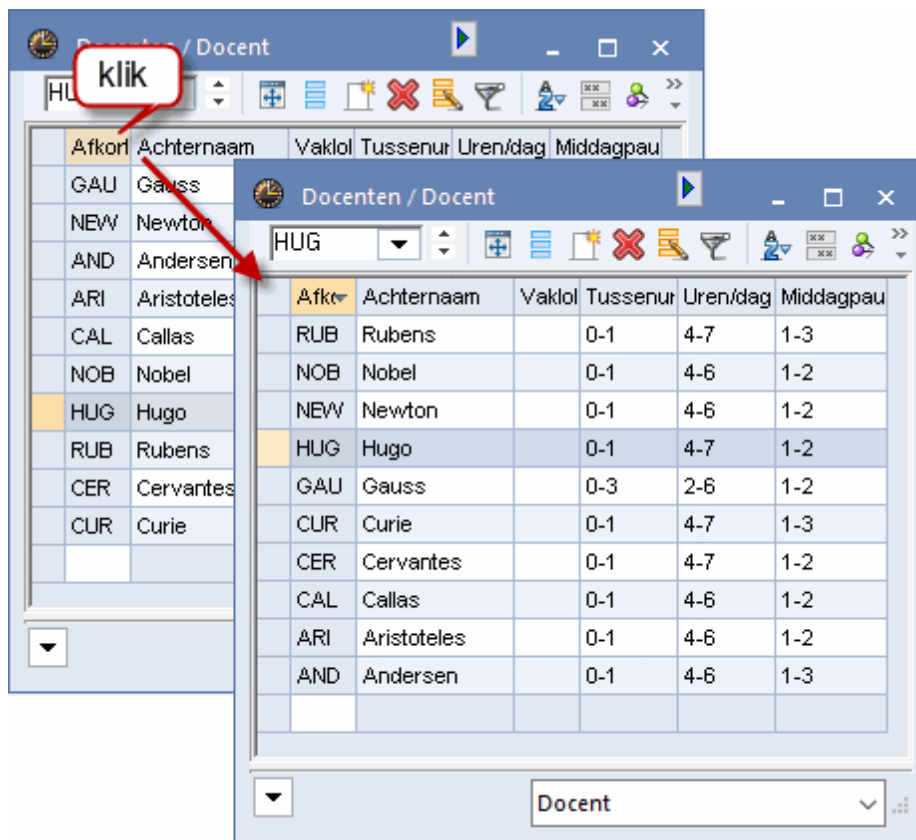 Docenten / Docent
klik
HU
Afkort Achternaam Vaklol Tussenur Uren/dag Middagpau
GAU Gauss
NEW Newton
AND Andersen
ARI Aristoteles
CAL Callas
NOB Nobel
HUG Hugo
RUB Rubens
CER Cervantes
CUR Curie
Docenten / Docent
HUG
Afko Achternaam Vaklol Tussenur Uren/dag Middagpau
RUB Rubens 0-1 4-7 1-3
NOB Nobel 0-1 4-6 1-2
NEW Newton 0-1 4-6 1-2
HUG Hugo 0-1 4-7 1-2
GAU Gauss 0-3 2-6 1-2
CUR Curie 0-1 4-7 1-3
CER Cervantes 0-1 4-7 1-2
CAL Callas 0-1 4-6 1-2
ARI Aristoteles 0-1 4-6 1-2
AND Andersen 0-1 4-6 1-3
Docent